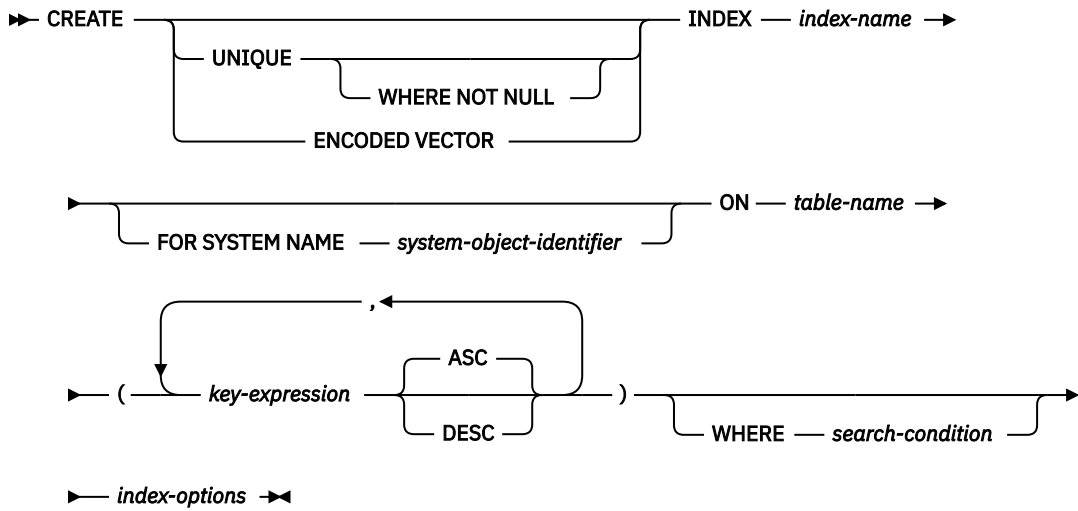 CREATE INDEX index-name
UNIQUE
WHERE NOT NULL
ENCODED VECTOR
ON table-name
FOR SYSTEM NAME system-object-identifier
,
ASC
( key-expression )
DESC
WHERE search-condition
index-options